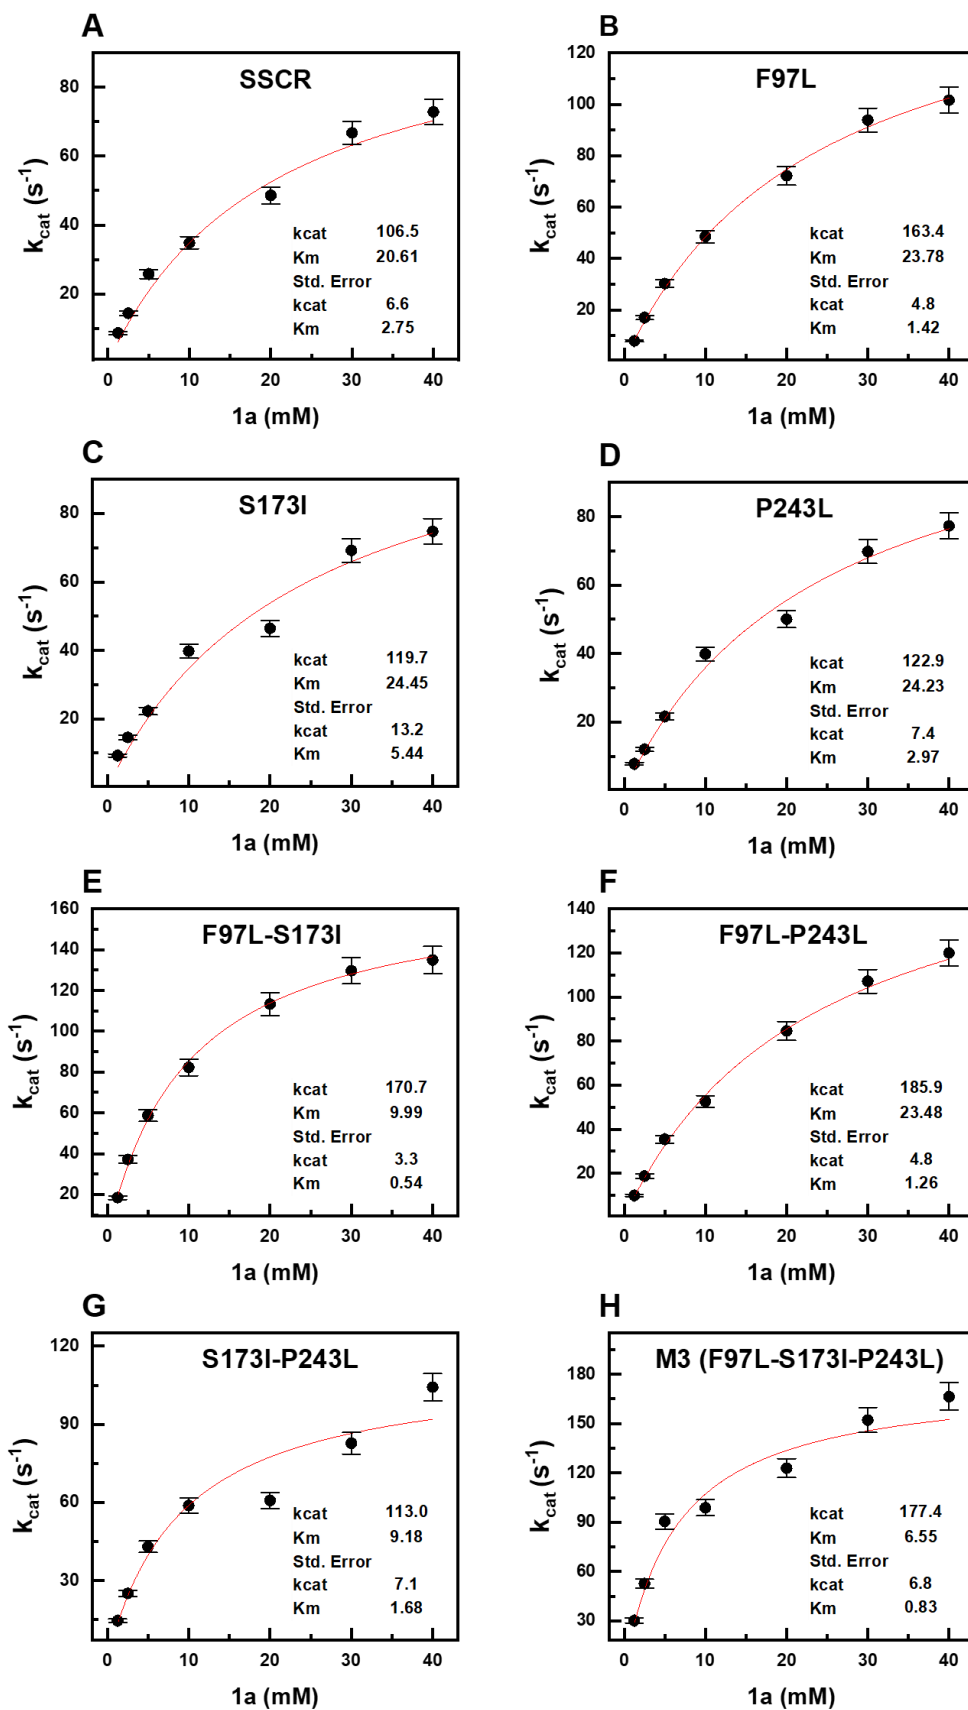 A
SSCR
80
60
40
20
k_cat (s^-1)
kcat 106.5
Km 20.61
Std. Error
kcat 6.6
Km 2.75
0 10 20 30 40
1a (mM)
B
F97L
120
100
80
60
40
20
0
k_cat (s^-1)
kcat 163.4
Km 23.78
Std. Error
kcat 4.8
Km 1.42
0 10 20 30 40
1a (mM)
C
S173I
80
60
40
20
0
k_cat (s^-1)
kcat 119.7
Km 24.45
Std. Error
kcat 13.2
Km 5.44
0 10 20 30 40
1a (mM)
D
P243L
80
60
40
20
0
k_cat (s^-1)
kcat 122.9
Km 24.23
Std. Error
kcat 7.4
Km 2.97
0 10 20 30 40
1a (mM)
E
F97L-S173I
160
140
120
100
80
60
40
20
k_cat (s^-1)
kcat 170.7
Km 9.99
Std. Error
kcat 3.3
Km 0.54
0 10 20 30 40
1a (mM)
F
F97L-P243L
140
120
100
80
60
40
20
0
k_cat (s^-1)
kcat 185.9
Km 23.48
Std. Error
kcat 4.8
Km 1.26
0 10 20 30 40
1a (mM)
G
S173I-P243L
120
90
60
30
k_cat (s^-1)
kcat 113.0
Km 9.18
Std. Error
kcat 7.1
Km 1.68
0 10 20 30 40
1a (mM)
H
M3 (F97L-S173I-P243L)
180
150
120
90
60
30
k_cat (s^-1)
kcat 177.4
Km 6.55
Std. Error
kcat 6.8
Km 0.83
0 10 20 30 40
1a (mM)